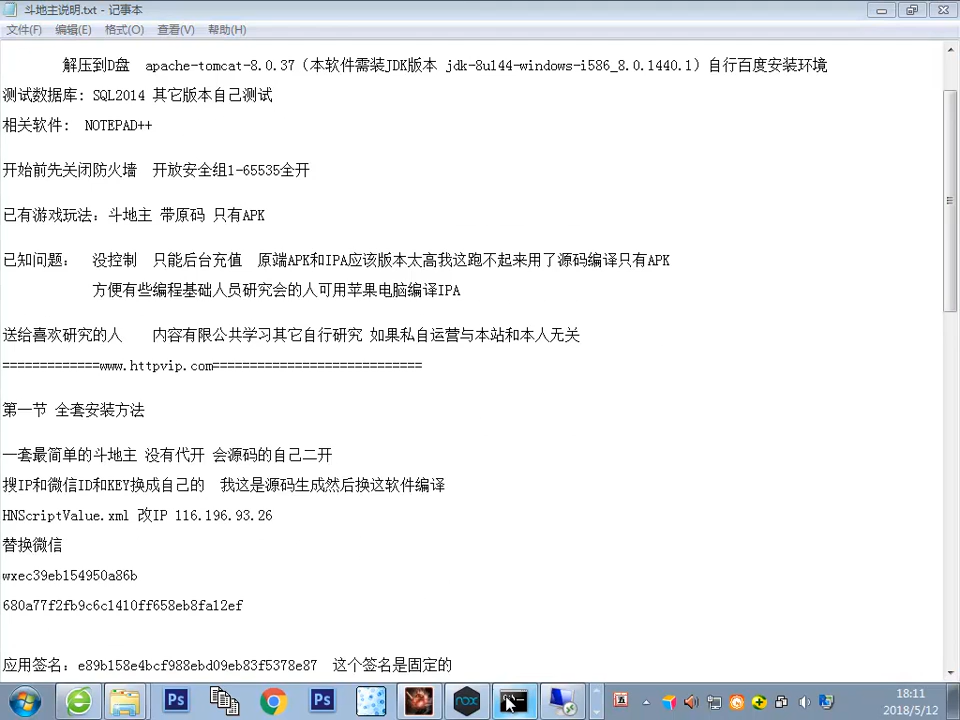 斗地主说明.txt - 记事本
文件(F) 编辑(E) 格式(O) 查看(V) 帮助(H)
解压到D盘 apache-tomcat-8.0.37（本软件需装JDK版本 jdk-8u144-windows-i586_8.0.1440.1）自行百度安装环境
测试数据库: SQL2014 其它版本自己测试
相关软件: NOTEPAD++
开始前先关闭防火墙 开放安全组1-65535全开
已有游戏玩法：斗地主 带原码 只有APK
已知问题： 没控制 只能后台充值 原端APK和IPA应该版本太高我这跑不起来用了源码编译只有APK
方便有些编程基础人员研究会的人可用苹果电脑编译IPA
送给喜欢研究的人 内容有限公共学习其它自行研究 如果私自运营与本站和本人无关
=============www.httpvip.com============================
第一节 全套安装方法
一套最简单的斗地主 没有代开 会源码的自己二开
搜IP和微信ID和KEY换成自己的 我这是源码生成然后换这软件编译
HNScriptValue.xml 改IP 116.196.93.26
替换微信
wxec39eb154950a86b
680a77f2fb9c6c1410ff658eb8fa12ef
应用签名：e89b158e4bcf988ebd09eb83f5378e87 这个签名是固定的
Ps
Ps
nox
18:11
2018/5/12